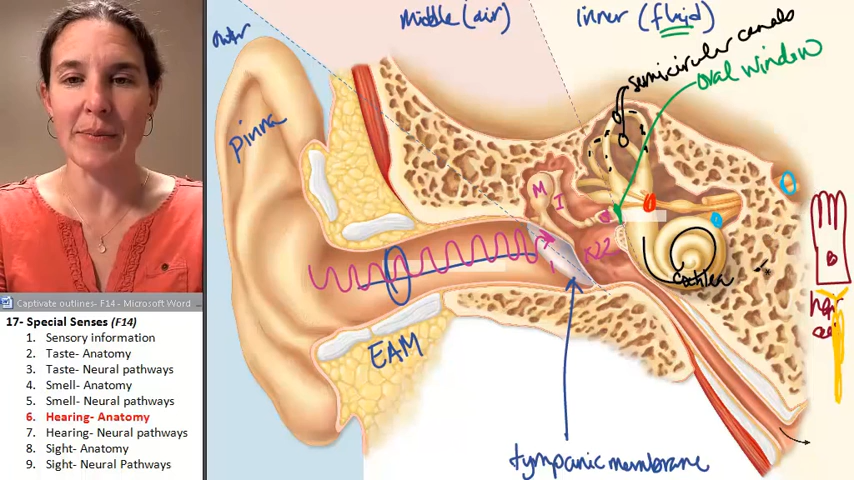 outer
middle (air)
inner (fluid)
semicircular canals
oval window
pinna
M
I
S
cochlea
EAM
tympanic membrane
hair
Captivate outlines- F14 - Microsoft Word
17- Special Senses (F14)
1. Sensory information
2. Taste- Anatomy
3. Taste- Neural pathways
4. Smell- Anatomy
5. Smell- Neural pathways
6. Hearing- Anatomy
7. Hearing- Neural pathways
8. Sight- Anatomy
9. Sight- Neural Pathways